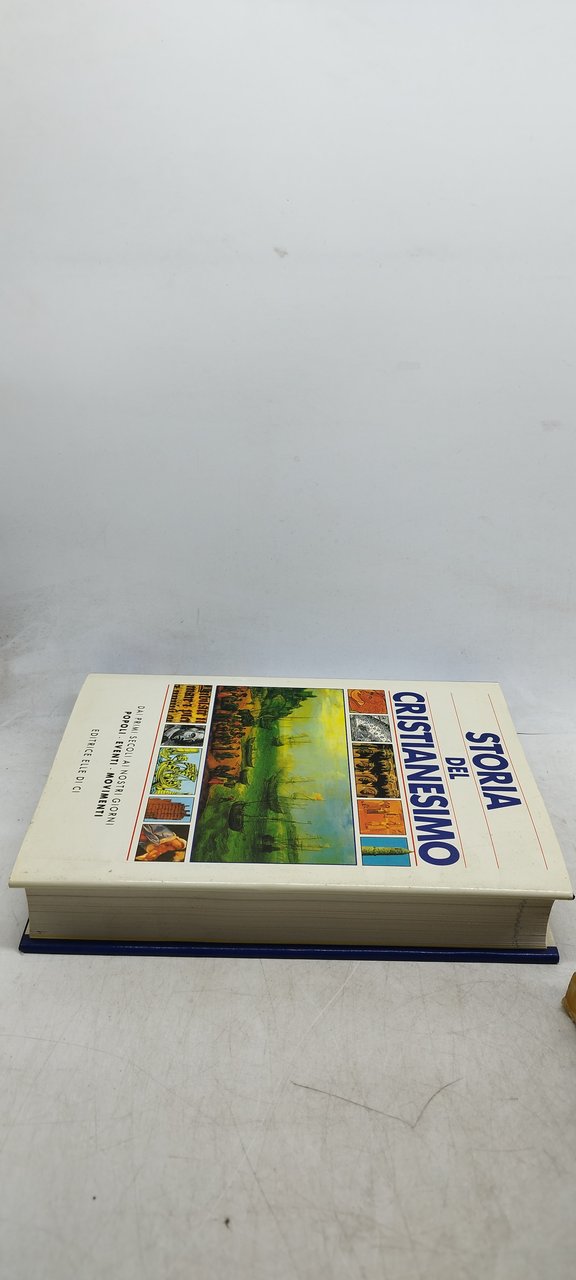 STORIA
DEL
CRISTIANESIMO
DAI PRIMI SECOLI AI NOSTRI GIORNI
POPOLI · EVENTI · MOVIMENTI
EDITRICE ELLE DI CI